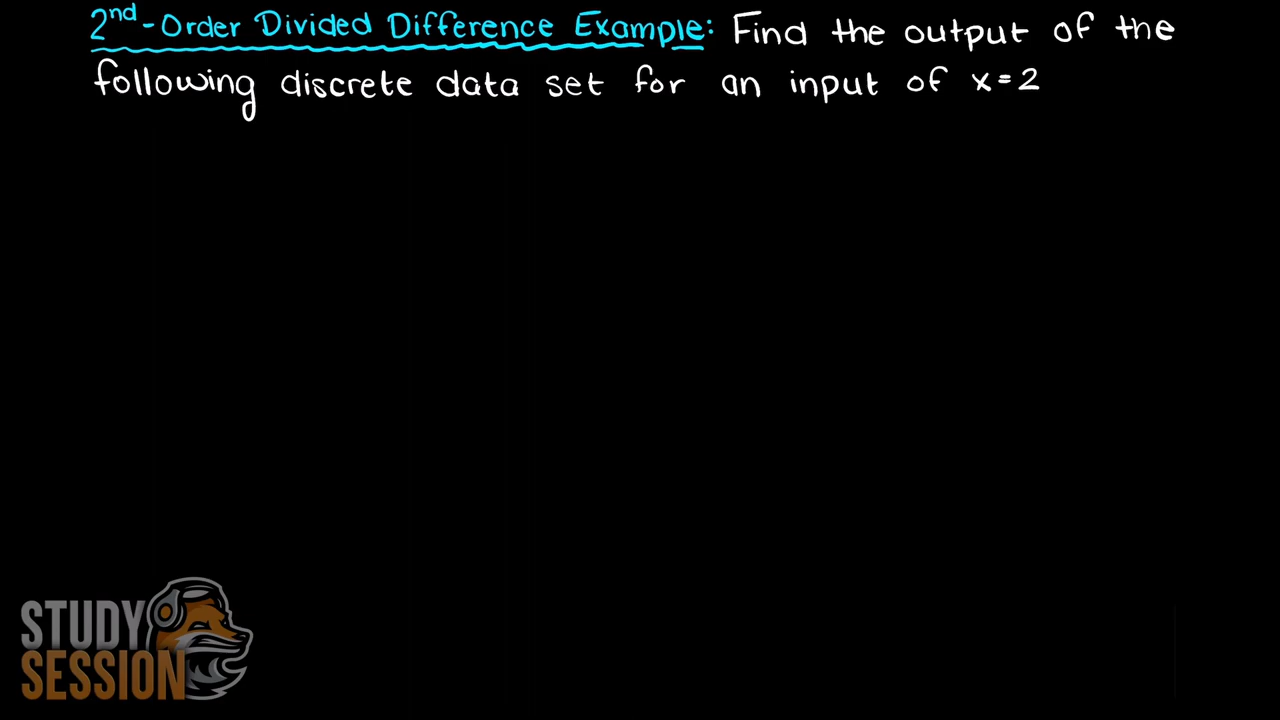 2nd-Order Divided Difference Example: Find the output of the
following discrete data set for an input of x=2
STUDY
SESSION